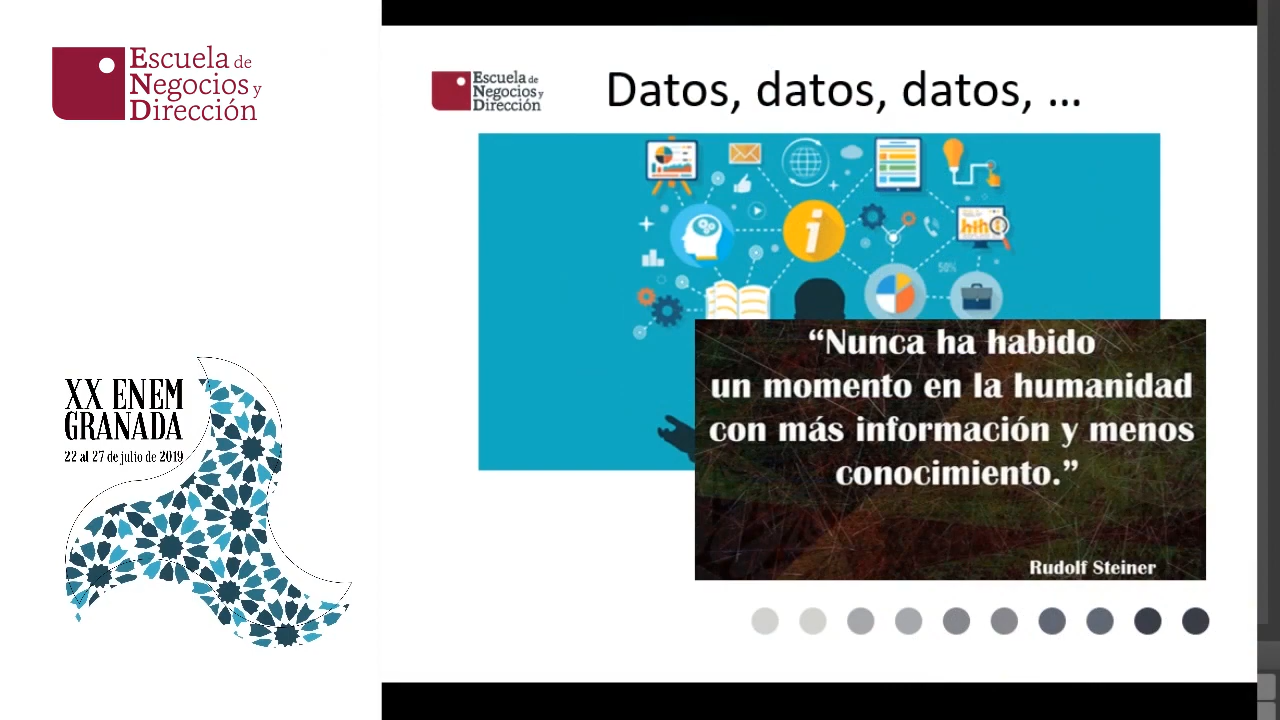 Escuela de
Negocios y
Dirección
XX ENEM
GRANADA
22 al 27 de julio de 2019
Escuela de
Negocios y
Dirección
Datos, datos, datos, ...
i
50%
“Nunca ha habido
un momento en la humanidad
con más información y menos
conocimiento.”
Rudolf Steiner